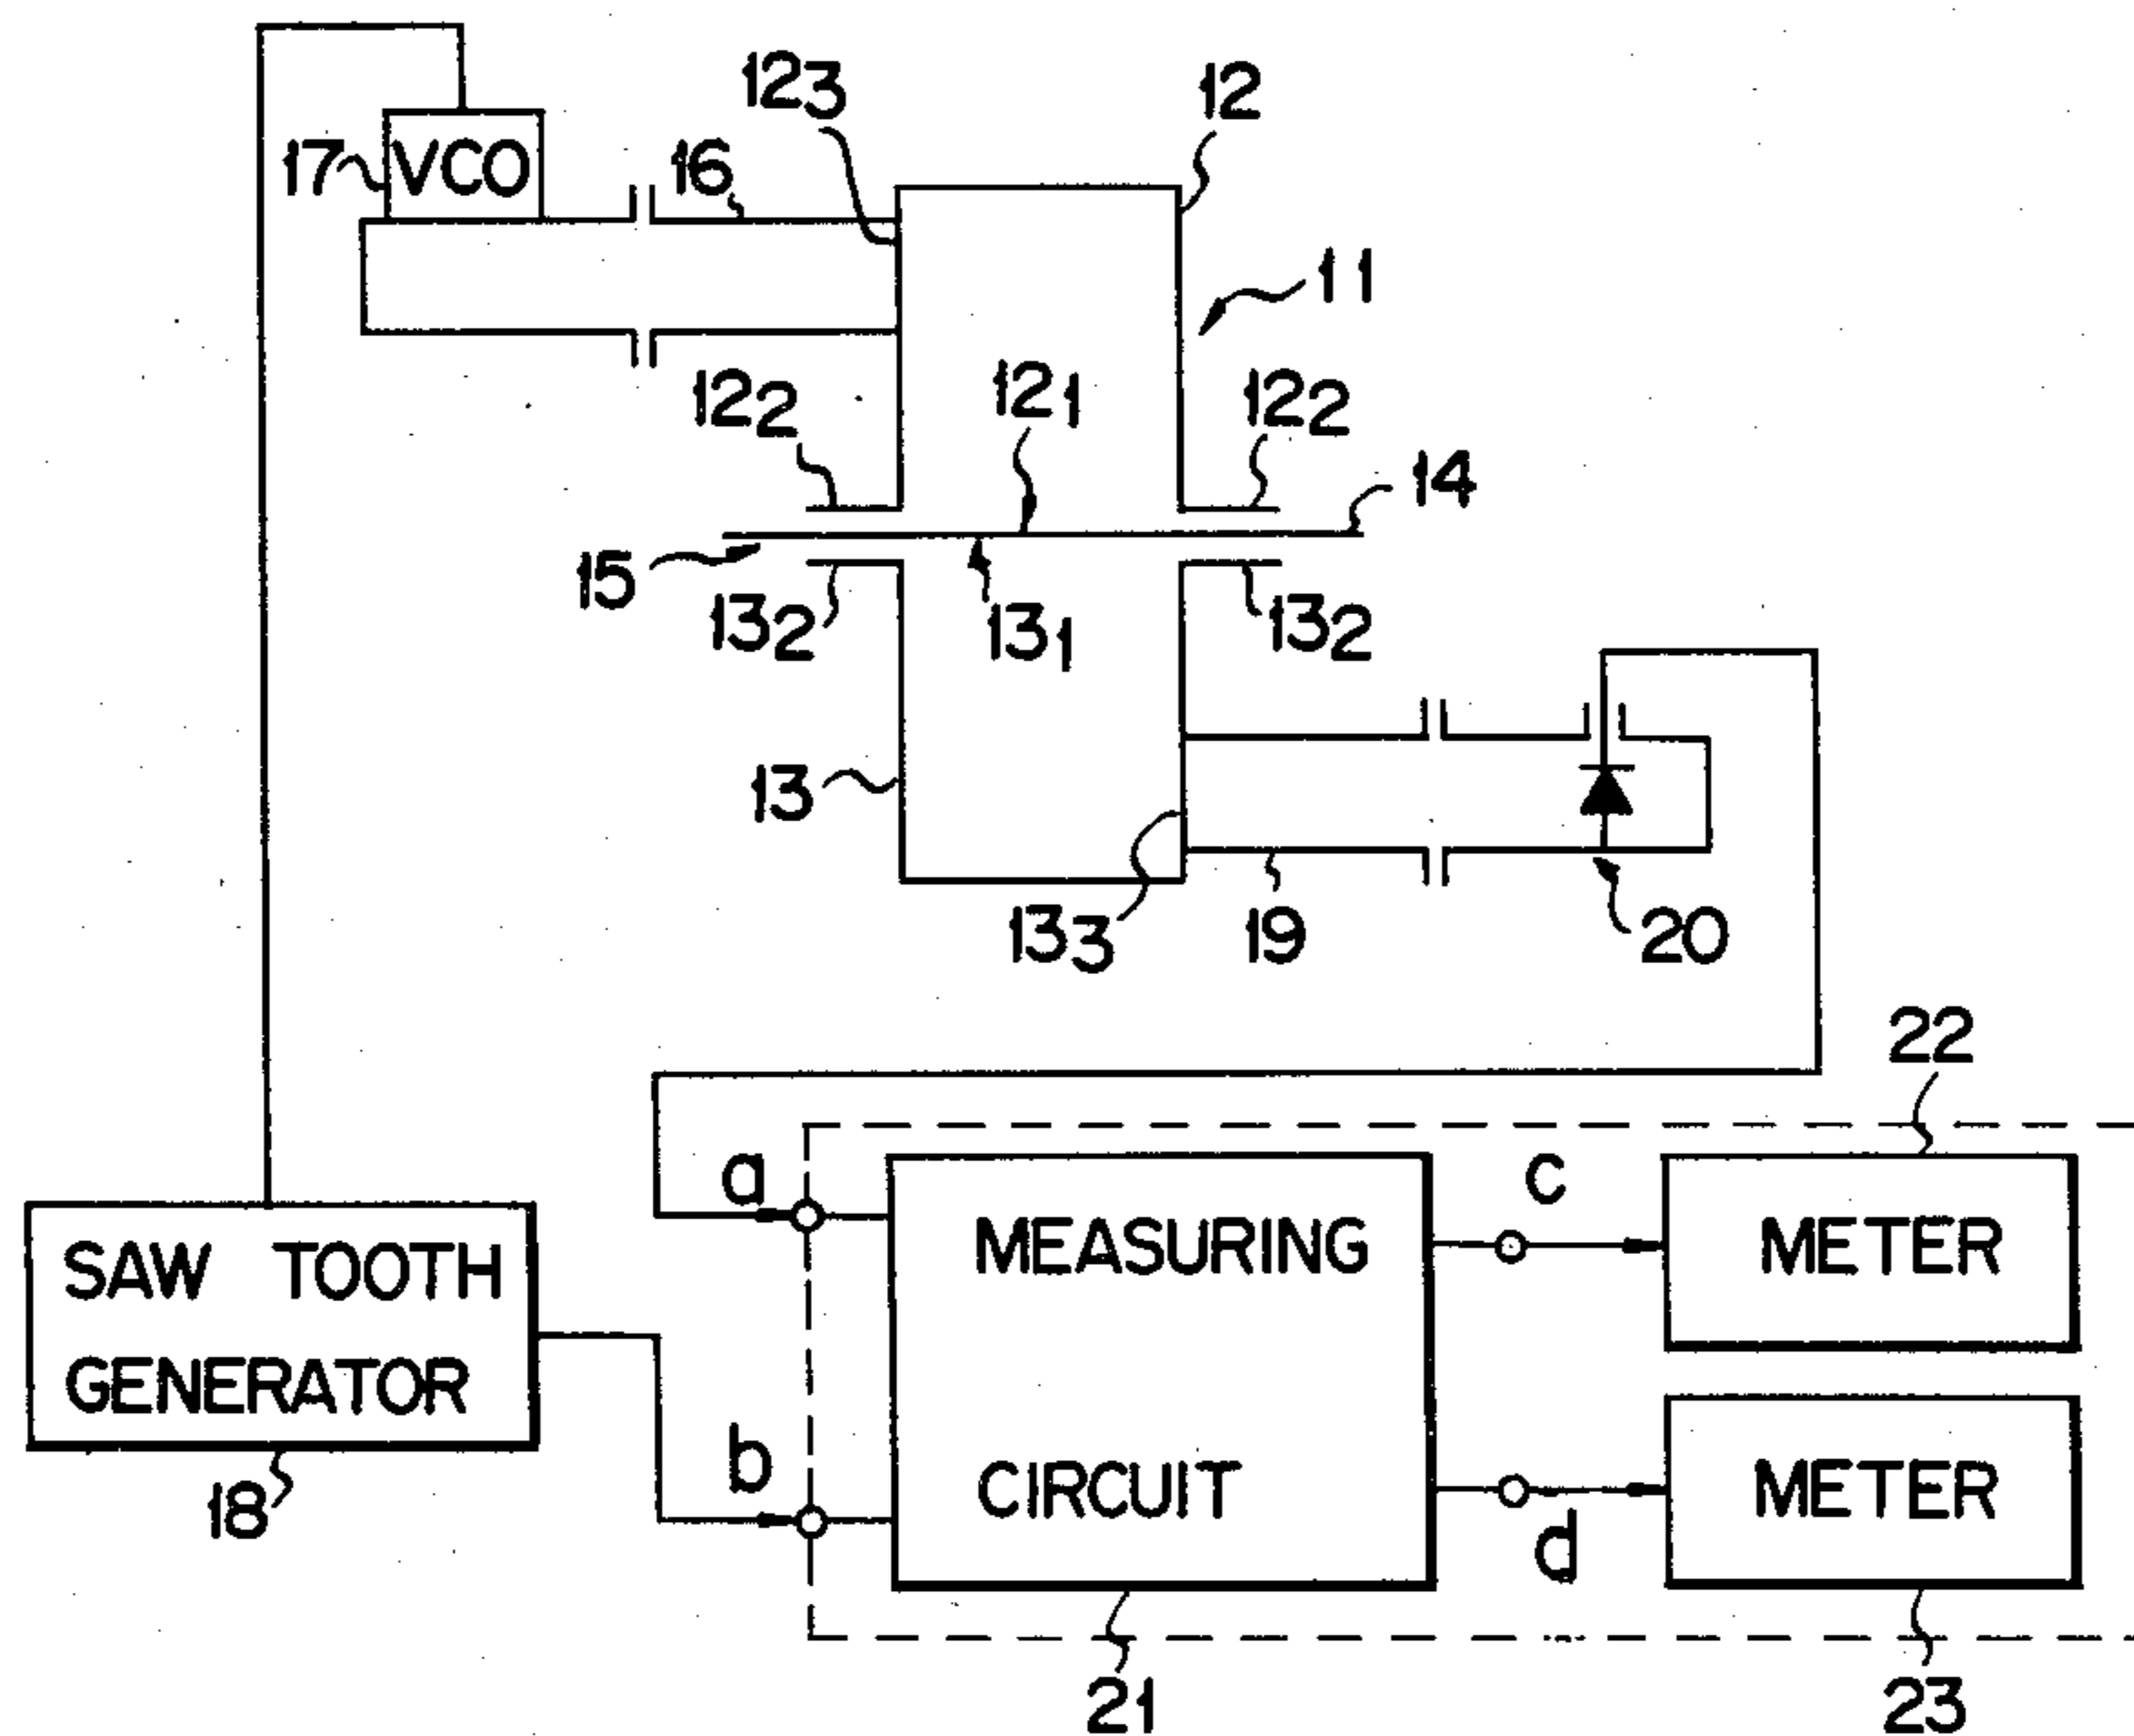 12₃
12
17
VCO
16
11
12₂
12₁
12₂
14
15
13₂
13₁
13₂
13
13₃
19
20
22
a
c
SAW TOOTH
GENERATOR
MEASURING
CIRCUIT
METER
b
METER
d
18
21
23